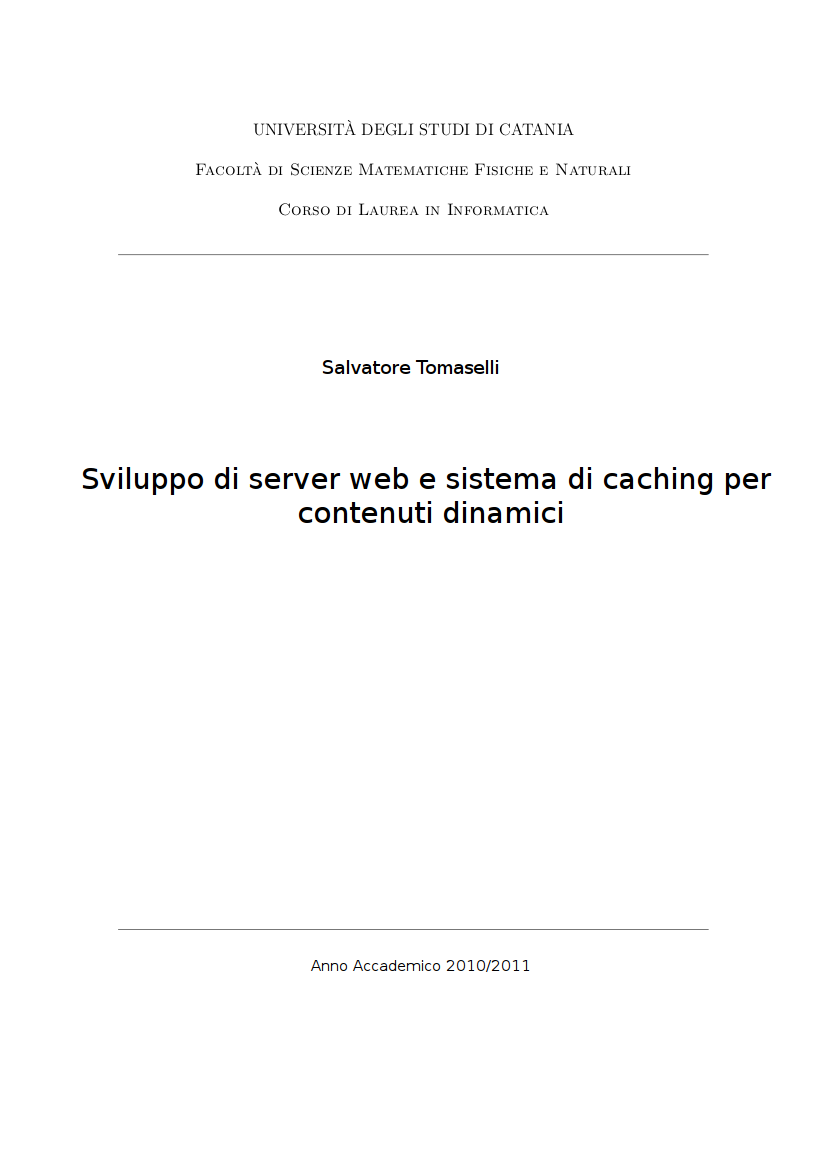 UNIVERSITÀ DEGLI STUDI DI CATANIA
Facoltà di Scienze Matematiche Fisiche e Naturali
Corso di Laurea in Informatica
Salvatore Tomaselli
Sviluppo di server web e sistema di caching per
contenuti dinamici
Anno Accademico 2010/2011